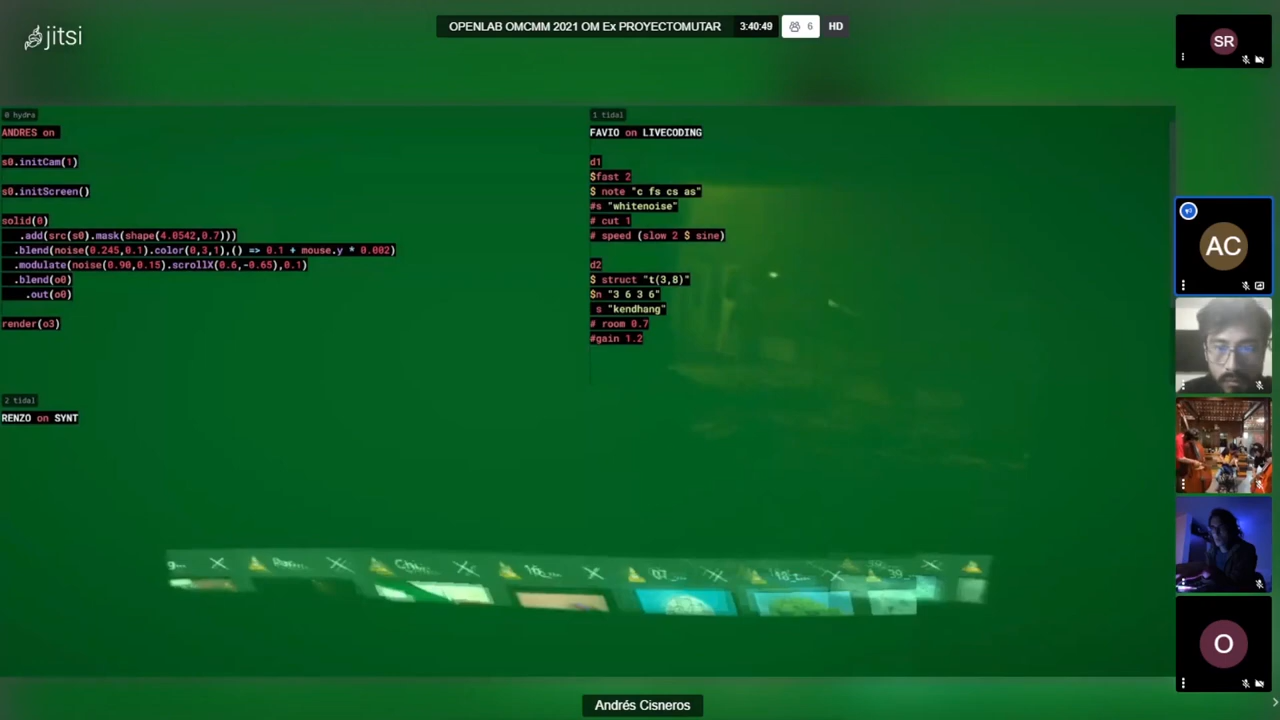 jitsi
OPENLAB OMCMM 2021 OM Ex PROYECTOMUTAR 3:40:49 6 HD
SR
0 hydra
ANDRES on
s0.initCam(1)
s0.initScreen()
solid(0)
.add(src(s0).mask(shape(4.0542,0.7)))
.blend(noise(0.245,0.1).color(0,3,1),() => 0.1 + mouse.y * 0.002)
.modulate(noise(0.90,0.15).scrollX(0.6,-0.65),0.1)
.blend(o0)
.out(o0)
render(o3)
1 tidal
FAVIO on LIVECODING
d1
$fast 2
$ note "c fs cs as"
#s "whitenoise"
# cut 1
# speed (slow 2 $ sine)
d2
$ struct "t(3,8)"
$n "3 6 3 6"
s "kendhang"
# room 0.7
#gain 1.2
2 tidal
RENZO on SYNT
AC
O
Andrés Cisneros